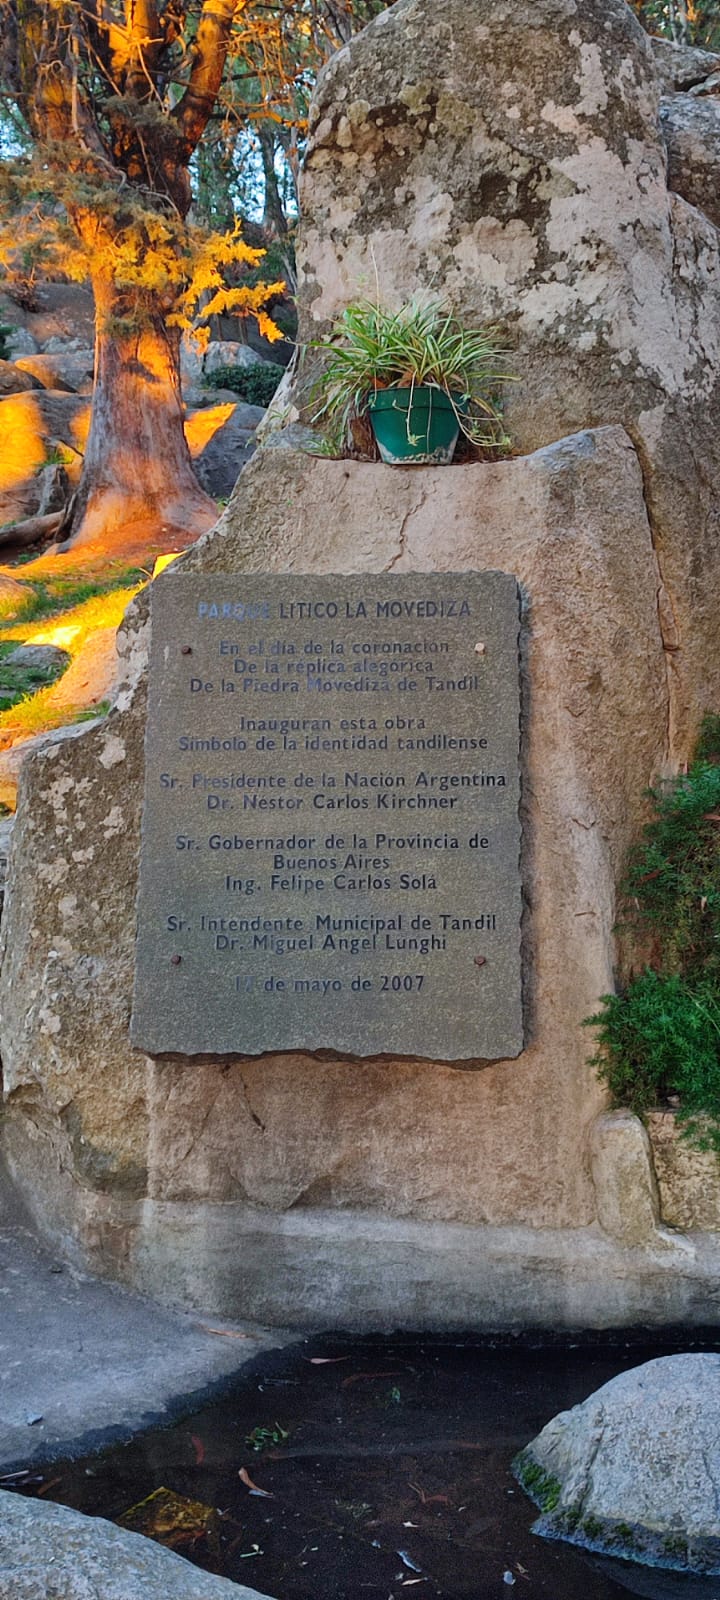 PARQUE LITICO LA MOVEDIZA
En el día de la coronación
De la réplica alegórica
De la Piedra Movediza de Tandil
Inauguran esta obra
Símbolo de la identidad tandilense
Sr. Presidente de la Nación Argentina
Dr. Néstor Carlos Kirchner
Sr. Gobernador de la Provincia de
Buenos Aires
Ing. Felipe Carlos Solá
Sr. Intendente Municipal de Tandil
Dr. Miguel Angel Lunghi
de mayo de 2007